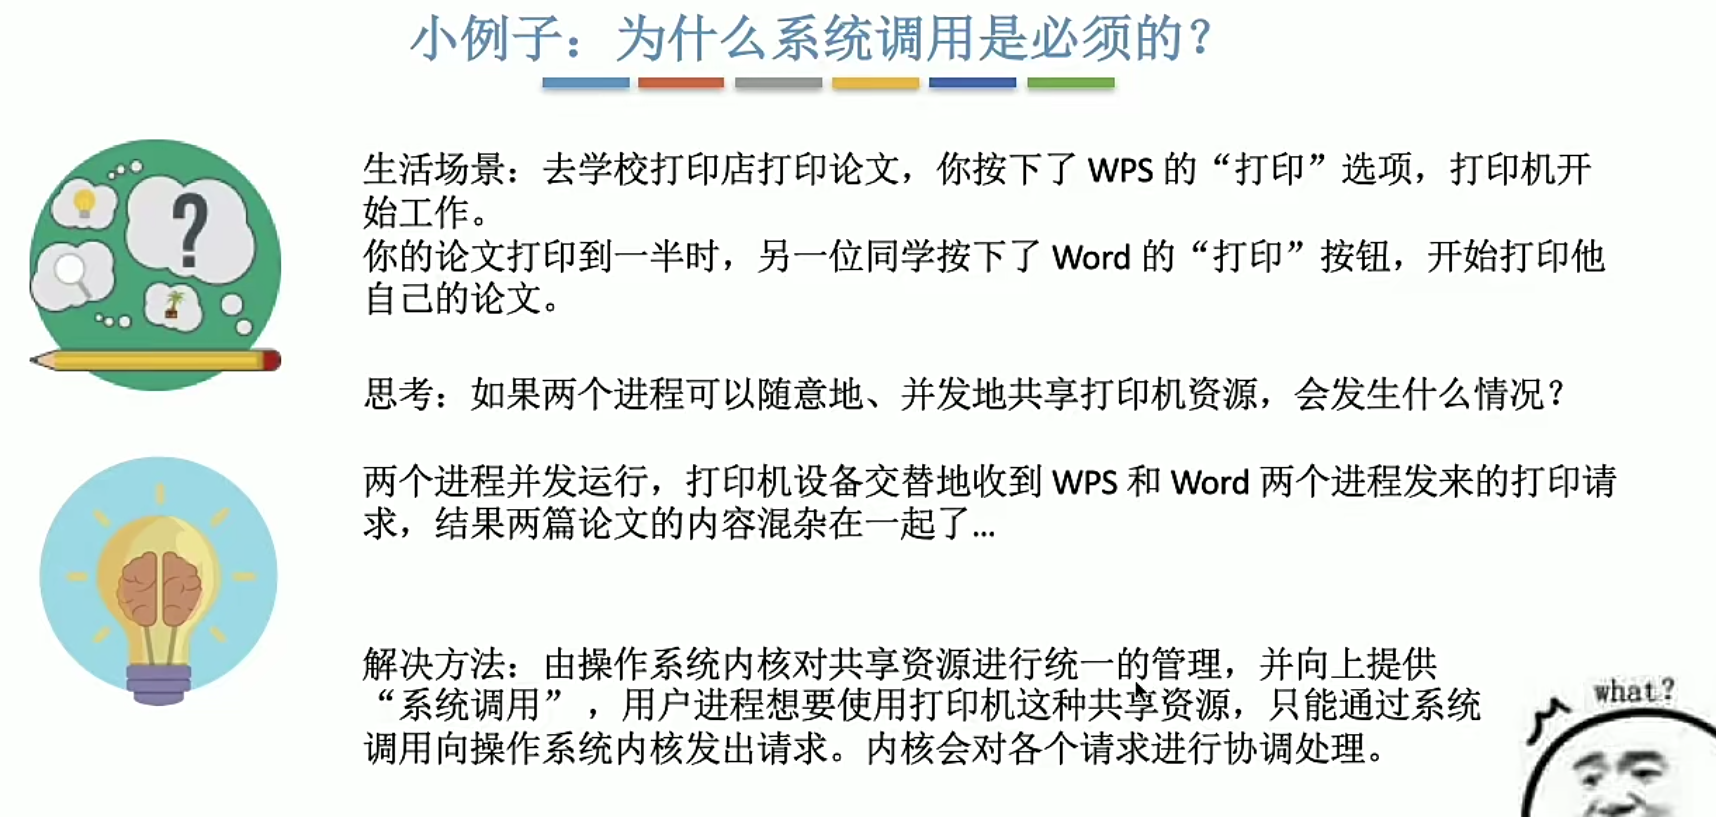 小例子：为什么系统调用是必须的？
?
生活场景：去学校打印店打印论文，你按下了 WPS 的“打印”选项，打印机开
始工作。
你的论文打印到一半时，另一位同学按下了 Word 的“打印”按钮，开始打印他
自己的论文。
思考：如果两个进程可以随意地、并发地共享打印机资源，会发生什么情况？
两个进程并发运行，打印机设备交替地收到 WPS 和 Word 两个进程发来的打印请
求，结果两篇论文的内容混杂在一起了...
解决方法：由操作系统内核对共享资源进行统一的管理，并向上提供
“系统调用”，用户进程想要使用打印机这种共享资源，只能通过系统
调用向操作系统内核发出请求。内核会对各个请求进行协调处理。
what?